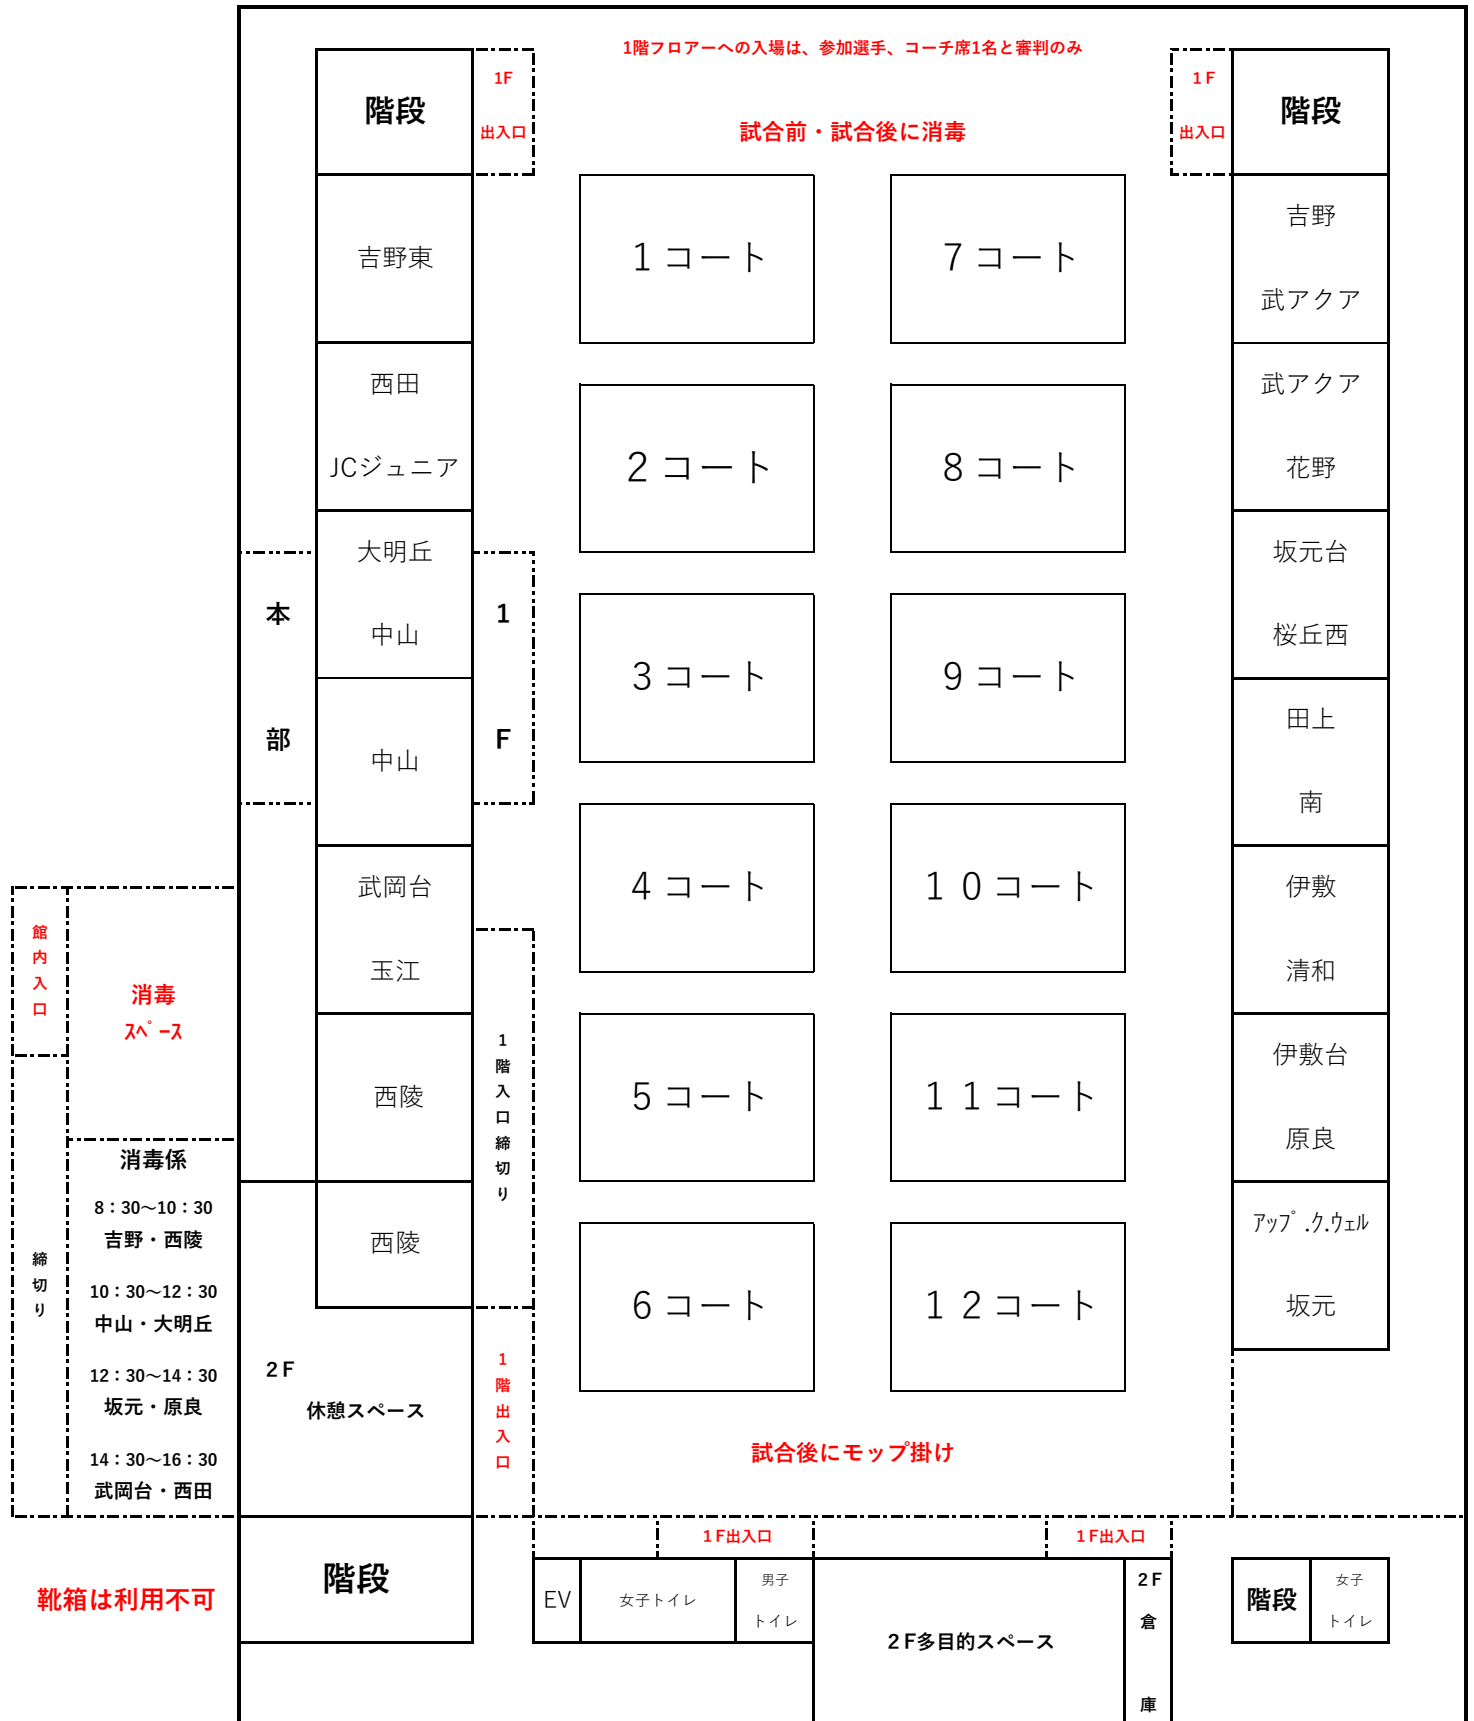 1階フロアーへの入場は、参加選手、コーチ席1名と審判のみ
階段
1F
出入口
試合前・試合後に消毒
1F
出入口
階段
吉野東
西田
JCジュニア
大明丘
中山
中山
武岡台
玉江
西陵
西陵
本
部
1
F
1コート
2コート
3コート
4コート
5コート
6コート
7コート
8コート
9コート
10コート
11コート
12コート
吉野
武アクア
武アクア
花野
坂元台
桜丘西
田上
南
伊敷
清和
伊敷台
原良
アップ.ク.ウェル
坂元
館内入口
消毒
スペース
締切り
消毒係
8：30〜10：30
吉野・西陵
10：30〜12：30
中山・大明丘
12：30〜14：30
坂元・原良
14：30〜16：30
武岡台・西田
1階入口締切り
2F
休憩スペース
1階出入口
試合後にモップ掛け
靴箱は利用不可
階段
1F出入口
1F出入口
EV
女子トイレ
男子
トイレ
2F多目的スペース
2F
倉
庫
階段
女子
トイレ